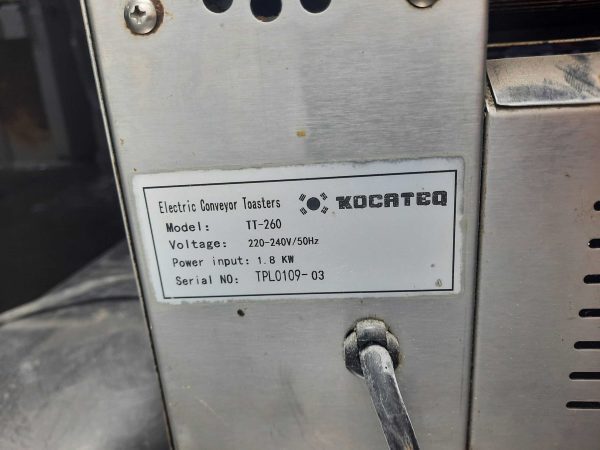 Electric Conveyor Toasters KOCATEQ
Model: TT-260
Voltage: 220-240V/50Hz
Power input: 1.8 KW
Serial NO: TPL0109-03